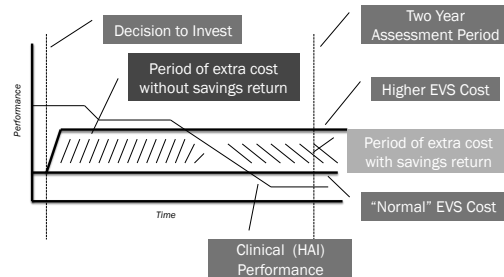 Decision to Invest
Two Year
Assessment Period
Period of extra cost
without savings return
Higher EVS Cost
Performance
Period of extra cost
with savings return
"Normal" EVS Cost
Time
Clinical (HAI)
Performance